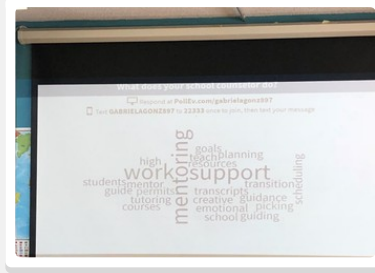 What does your school counselor do?
Respond at PollEv.com/gabrielagonz997
Text GABRIELAGONZ997 to 22333 once to join, then text your message
goals
high teach planning
resources
work support
students mentor transition
guide permits transcripts
tutoring creative guidance
courses emotional picking
school guiding
mentoring
scheduling